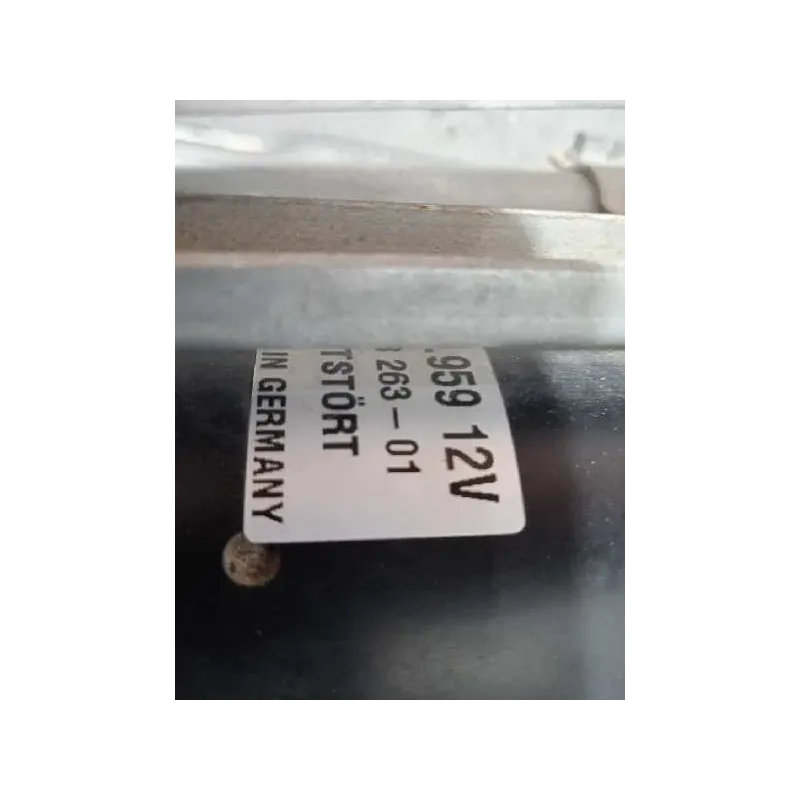 .959 12V
263-01
TSTÖRT
IN GERMANY